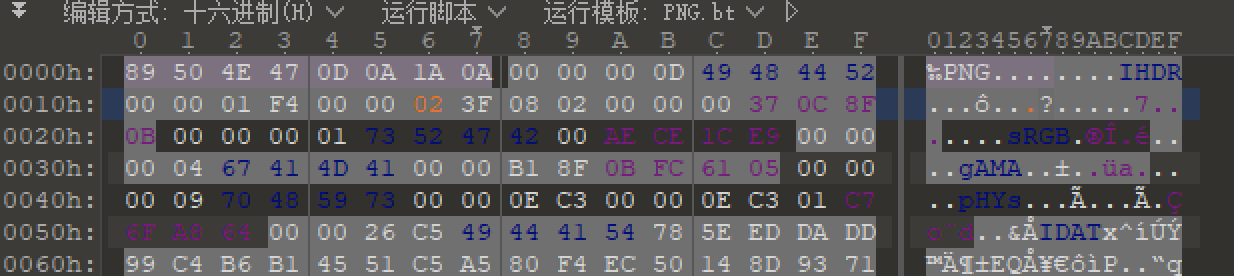 编辑方式: 十六进制(H) 运行脚本 运行模板: PNG.bt
0 1 2 3 4 5 6 7 8 9 A B C D E F 0123456789ABCDEF
0000h: 89 50 4E 47 0D 0A 1A 0A 00 00 00 0D 49 48 44 52 ‰PNG........IHDR
0010h: 00 00 01 F4 00 00 02 3F 08 02 00 00 00 37 0C 8F ...ô...?.....7..
0020h: 0B 00 00 00 01 73 52 47 42 00 AE CE 1C E9 00 00 .....sRGB.®Î.é..
0030h: 00 04 67 41 4D 41 00 00 B1 8F 0B FC 61 05 00 00 ..gAMA..±..üa...
0040h: 00 09 70 48 59 73 00 00 0E C3 00 00 0E C3 01 C7 ..pHYs...Ã...Ã.Ç
0050h: 6F A8 64 00 00 26 C5 49 44 41 54 78 5E ED DA DD o¨d..&ÅIDATx^íÚÝ
0060h: 99 C4 B6 B1 45 51 C5 A5 80 F4 EC 50 14 8D 93 71 ™Ä¶±EQÅ¥€ôìP..“q